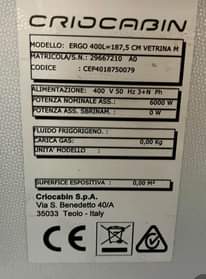 CRIOCABIN
MODELLO: ERGO 400L=187,5 CM VETRINA M
MATRICOLA/S.N.: 29667210 A0
CODICE : CEP4018750079
ALIMENTAZIONE: 400 V 50 Hz 3+N Ph
POTENZA NOMINALE ASS.: 6000 W
POTENZA ASS.SBRINAM.: 0 W
FLUIDO FRIGORIGENO.:
CARICA GAS: 0,00 Kg
UNITA' MODELLO :
SUPERFICE ESPOSITIVA : 0,00 M²
Criocabin S.p.A.
Via S. Benedetto 40/A
35033 Teolo - Italy
CE EAC